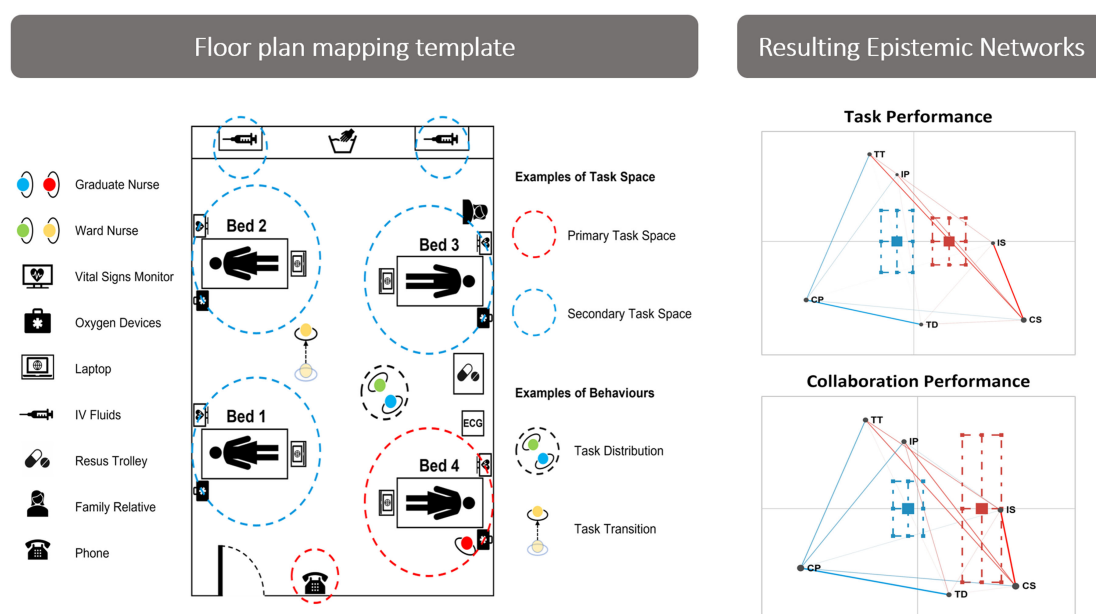 Floor plan mapping template
Resulting Epistemic Networks
Graduate Nurse
Ward Nurse
Vital Signs Monitor
Oxygen Devices
Laptop
IV Fluids
Resus Trolley
Family Relative
Phone
Bed 2
Bed 3
Bed 1
ECG
Bed 4
Examples of Task Space
Primary Task Space
Secondary Task Space
Examples of Behaviours
Task Distribution
Task Transition
Task Performance
TT
IP
IS
CP
CS
TD
Collaboration Performance
TT
IP
IS
CP
CS
TD